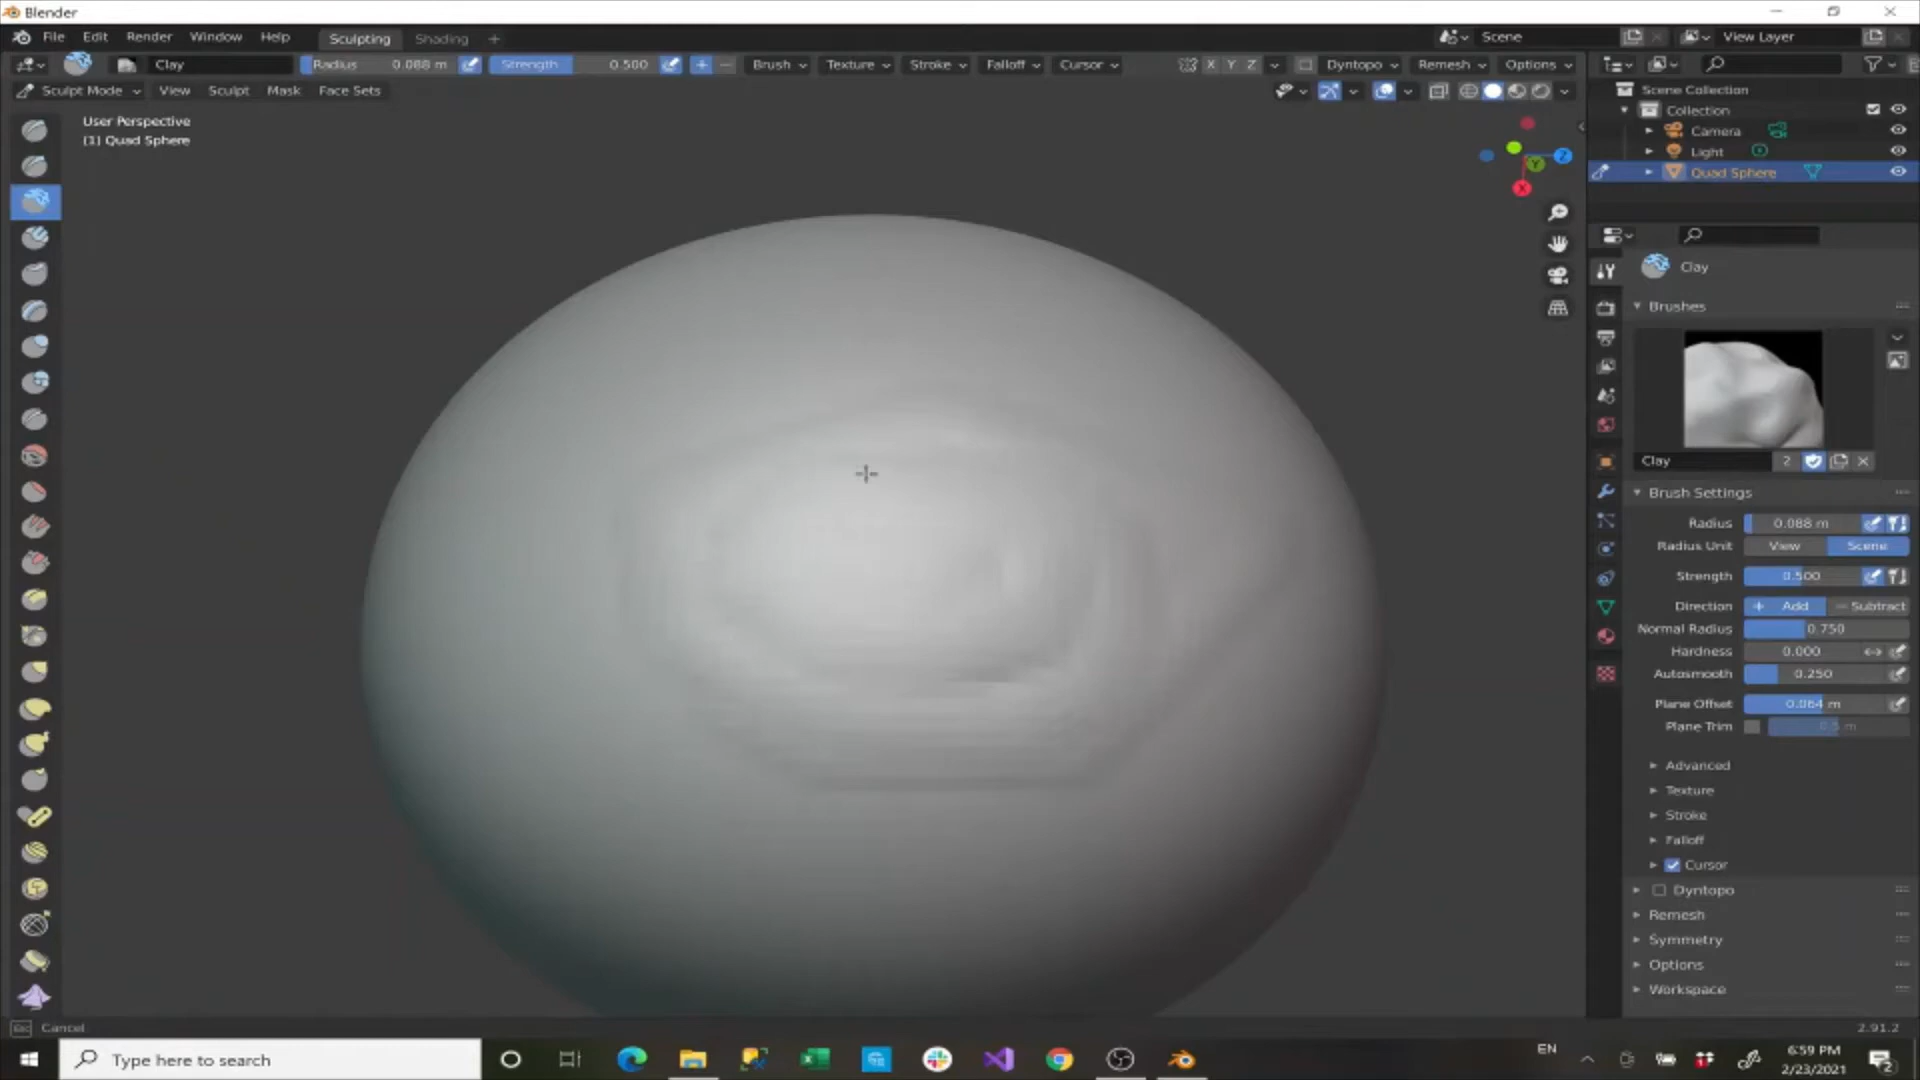 Blender
File Edit Render Window Help Sculpting Shading + Scene View Layer
Clay Radius 0.088 m Strength 0.500 + − Brush Texture Stroke Falloff Cursor X Y Z Dyntopo Remesh Options
Sculpt Mode View Sculpt Mask Face Sets
User Perspective
(1) Quad Sphere
Z
Y
X
Scene Collection
Collection
Camera
Light
Quad Sphere
Clay
Brushes
Clay 2
Brush Settings
Radius 0.088 m
Radius Unit View Scene
Strength 0.500
Direction + Add − Subtract
Normal Radius 0.750
Hardness 0.000
Autosmooth 0.250
Plane Offset 0.064 m
Plane Trim
Advanced
Texture
Stroke
Falloff
Cursor
Dyntopo
Remesh
Symmetry
Options
Workspace
Esc Cancel 2.91.2
Type here to search
EN
6:59 PM
2/23/2021
2